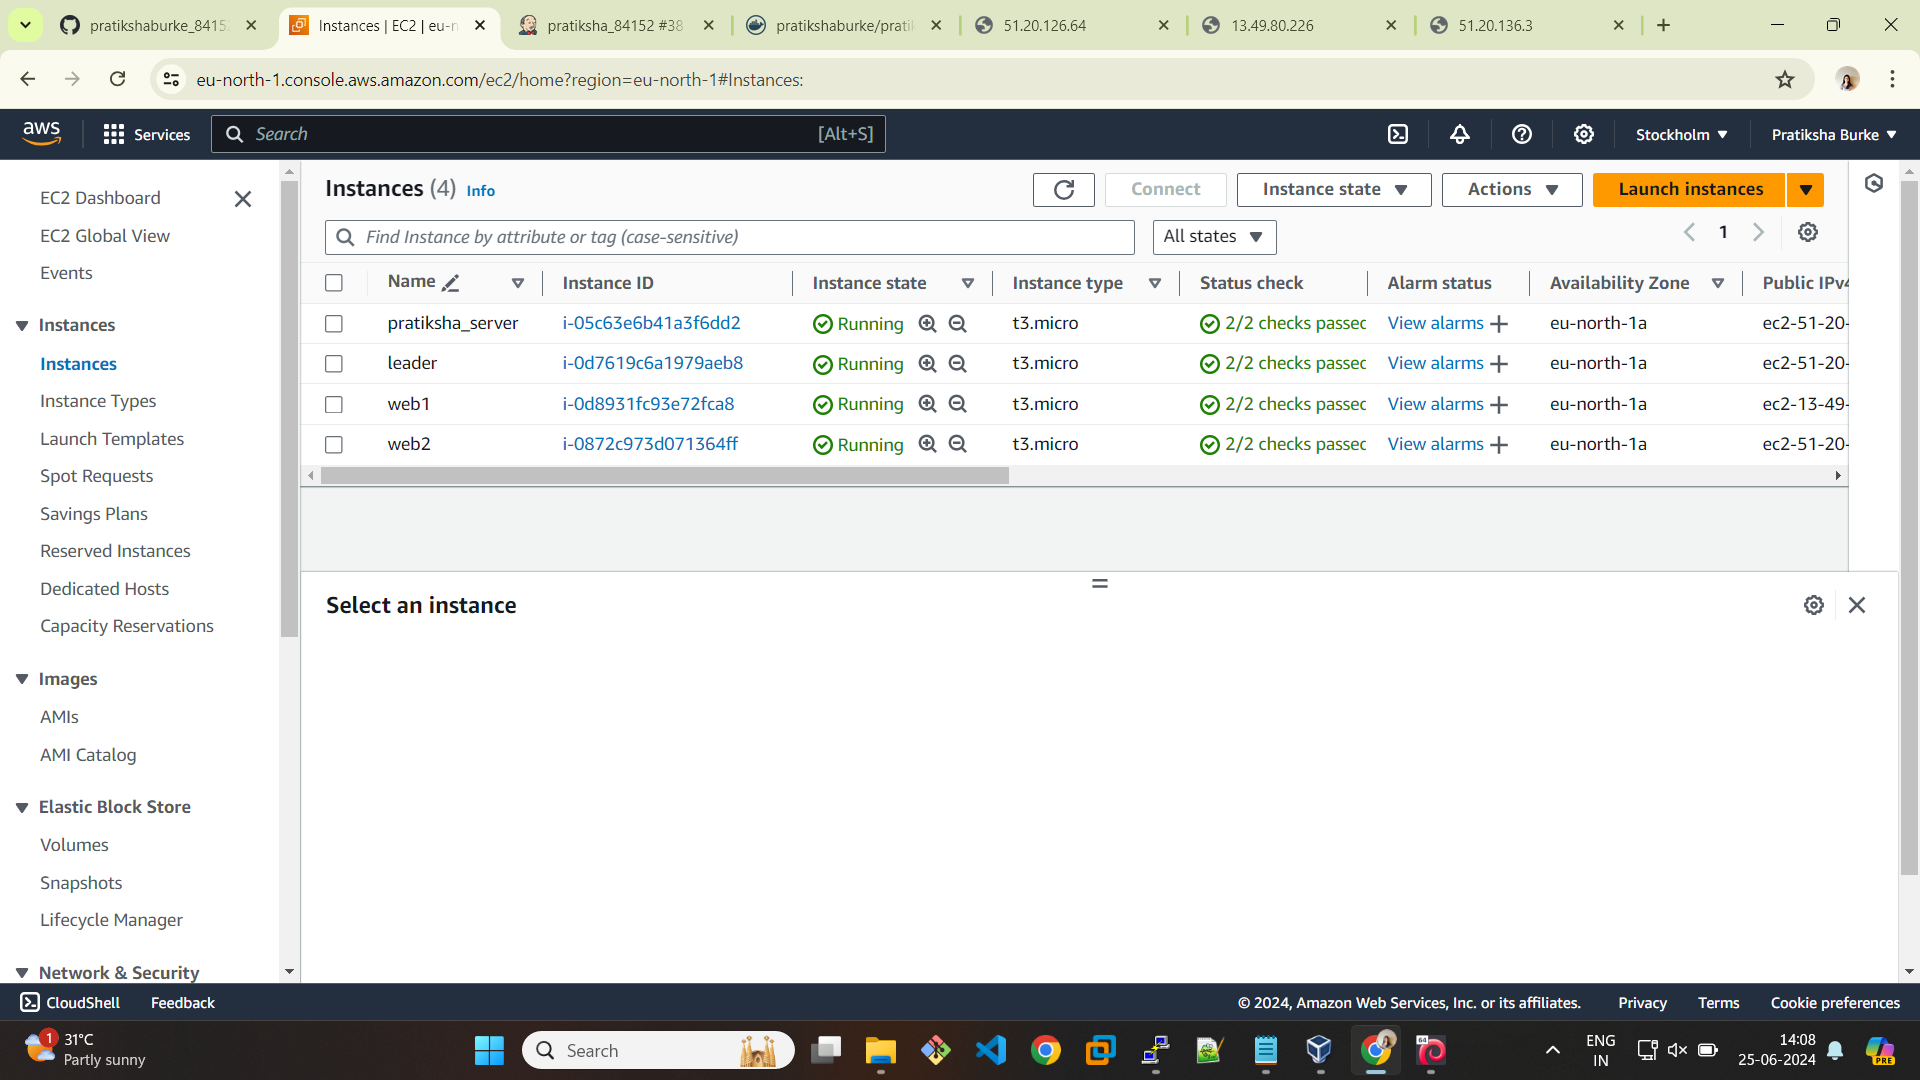 pratikshaburke_8415
Instances | EC2 | eu-n
pratiksha_84152 #38
pratikshaburke/prati
51.20.126.64
13.49.80.226
51.20.136.3
eu-north-1.console.aws.amazon.com/ec2/home?region=eu-north-1#Instances:
aws
Services
Search
[Alt+S]
Stockholm
Pratiksha Burke
EC2 Dashboard
EC2 Global View
Events
Instances
Instances
Instance Types
Launch Templates
Spot Requests
Savings Plans
Reserved Instances
Dedicated Hosts
Capacity Reservations
Images
AMIs
AMI Catalog
Elastic Block Store
Volumes
Snapshots
Lifecycle Manager
Network & Security
Instances (4) Info
Connect
Instance state
Actions
Launch instances
Find Instance by attribute or tag (case-sensitive)
All states
1
Name Instance ID Instance state Instance type Status check Alarm status Availability Zone Public IPv4
pratiksha_server i-05c63e6b41a3f6dd2 Running t3.micro 2/2 checks passed View alarms eu-north-1a ec2-51-20-
leader i-0d7619c6a1979aeb8 Running t3.micro 2/2 checks passed View alarms eu-north-1a ec2-51-20-
web1 i-0d8931fc93e72fca8 Running t3.micro 2/2 checks passed View alarms eu-north-1a ec2-13-49-
web2 i-0872c973d071364ff Running t3.micro 2/2 checks passed View alarms eu-north-1a ec2-51-20-
Select an instance
CloudShell
Feedback
© 2024, Amazon Web Services, Inc. or its affiliates.
Privacy
Terms
Cookie preferences
1
31°C
Partly sunny
Search
64
ENG
IN
14:08
25-06-2024
PRE